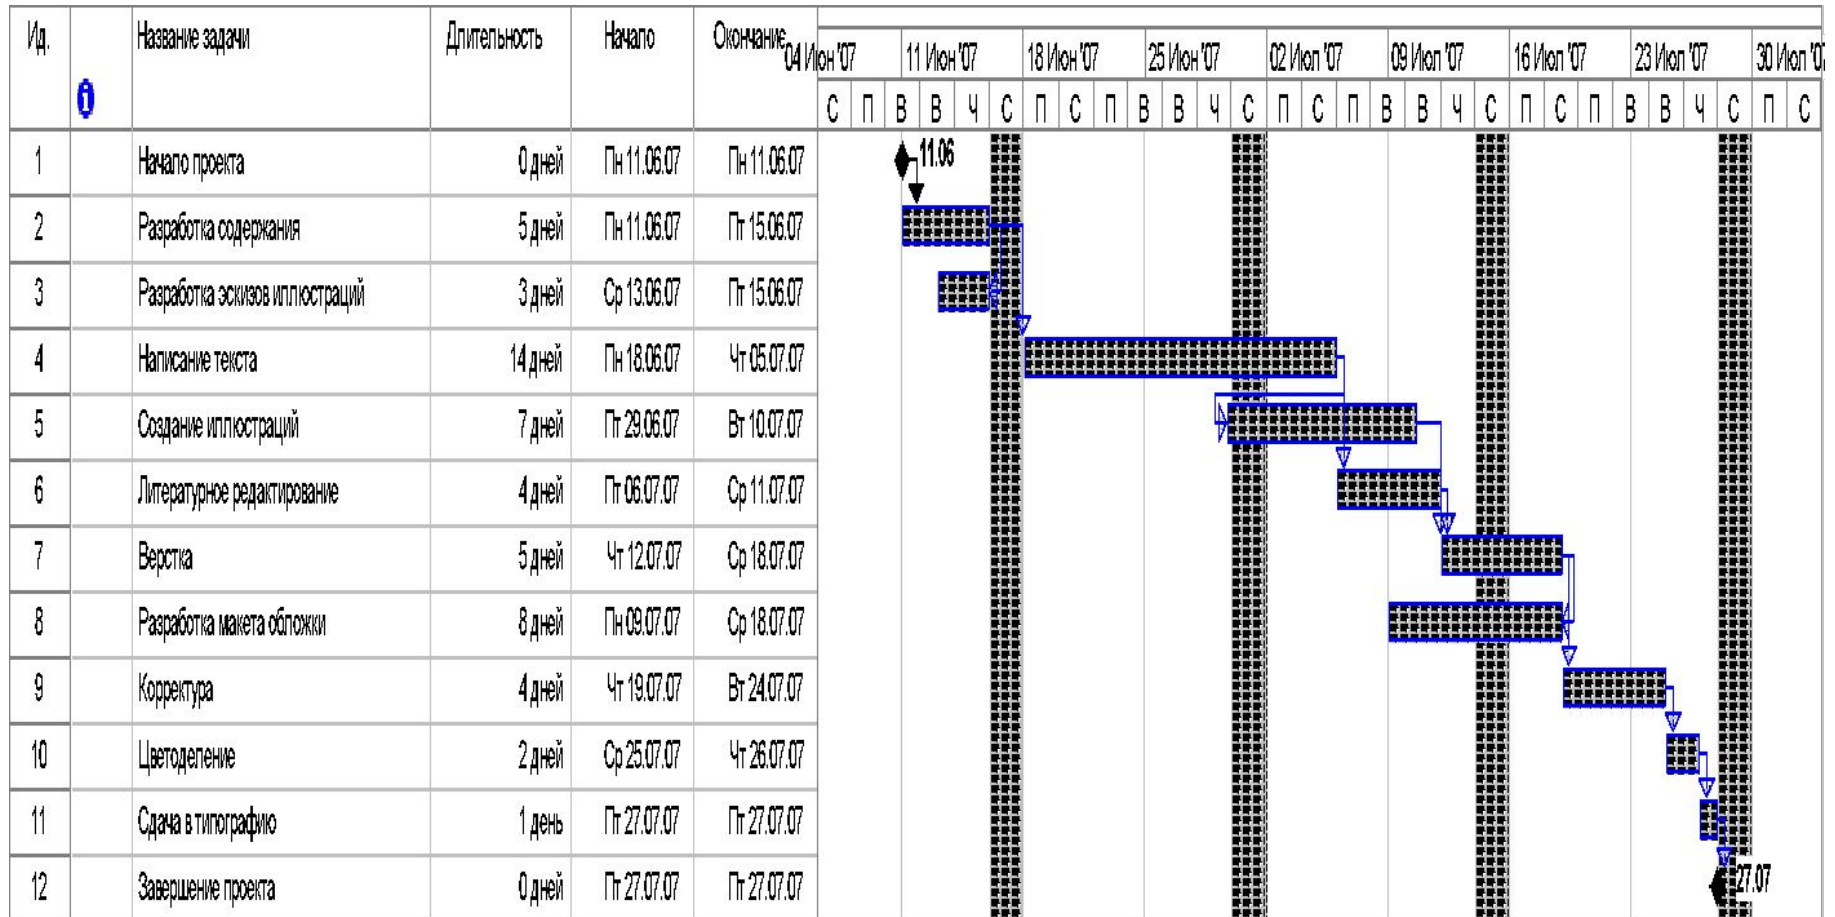 Ид. Название задачи Длительность Начало Окончание
04 Июн '07 11 Июн '07 18 Июн '07 25 Июн '07 02 Июл '07 09 Июл '07 16 Июл '07 23 Июл '07 30 Июл '0
С П В В Ч С П С П В В Ч С П С П В В Ч С П С П В В Ч С П С
1 Начало проекта 0 дней Пн 11.06.07 Пн 11.06.07 11.06
2 Разработка содержания 5 дней Пн 11.06.07 Пт 15.06.07
3 Разработка эскизов иллюстраций 3 дней Ср 13.06.07 Пт 15.06.07
4 Написание текста 14 дней Пн 18.06.07 Чт 05.07.07
5 Создание иллюстраций 7 дней Пт 29.06.07 Вт 10.07.07
6 Литературное редактирование 4 дней Пт 06.07.07 Ср 11.07.07
7 Верстка 5 дней Чт 12.07.07 Ср 18.07.07
8 Разработка макета обложки 8 дней Пн 09.07.07 Ср 18.07.07
9 Корректура 4 дней Чт 19.07.07 Вт 24.07.07
10 Цветоделение 2 дней Ср 25.07.07 Чт 26.07.07
11 Сдача в типографию 1 день Пт 27.07.07 Пт 27.07.07
12 Завершение проекта 0 дней Пт 27.07.07 Пт 27.07.07 27.07